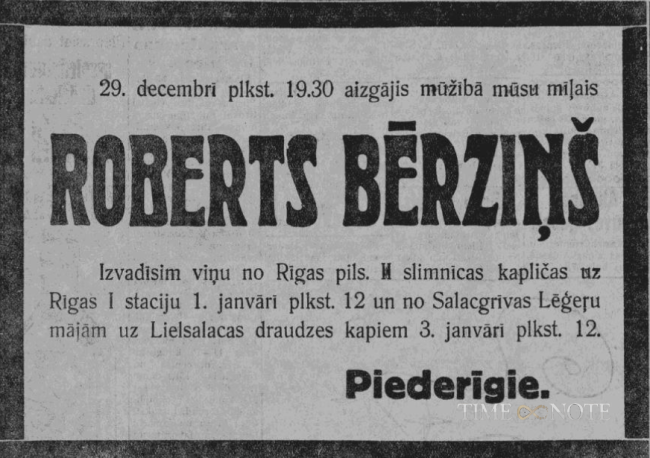 29. decembrī plkst. 19.30 aizgājis mūžībā mūsu mīļais
ROBERTS BĒRZIŅŠ
Izvadīsim viņu no Rīgas pils. II slimnīcas kapličas uz
Rīgas I staciju 1. janvārī plkst. 12 un no Salacgrīvas Lēģeņu
mājām uz Lielsalacas draudzes kapiem 3. janvārī plkst. 12.
Piederīgie.
TIME NOTE